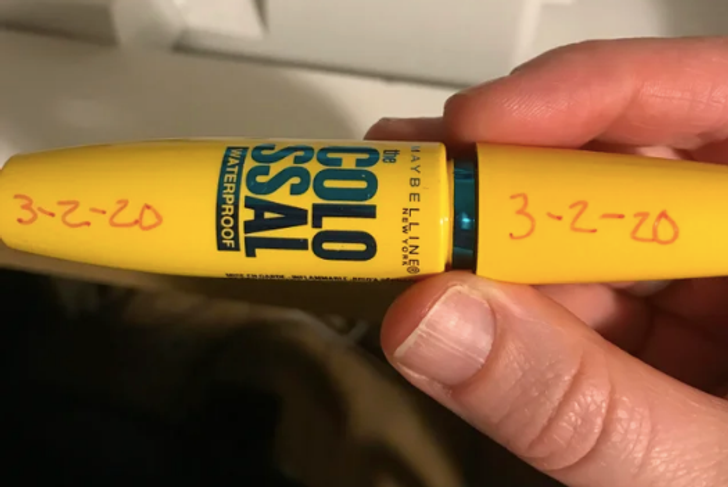 3-2-20
WATERPROOF
the
COLO
SSAL
MAYBELLINE®
NEW YORK
3-2-20